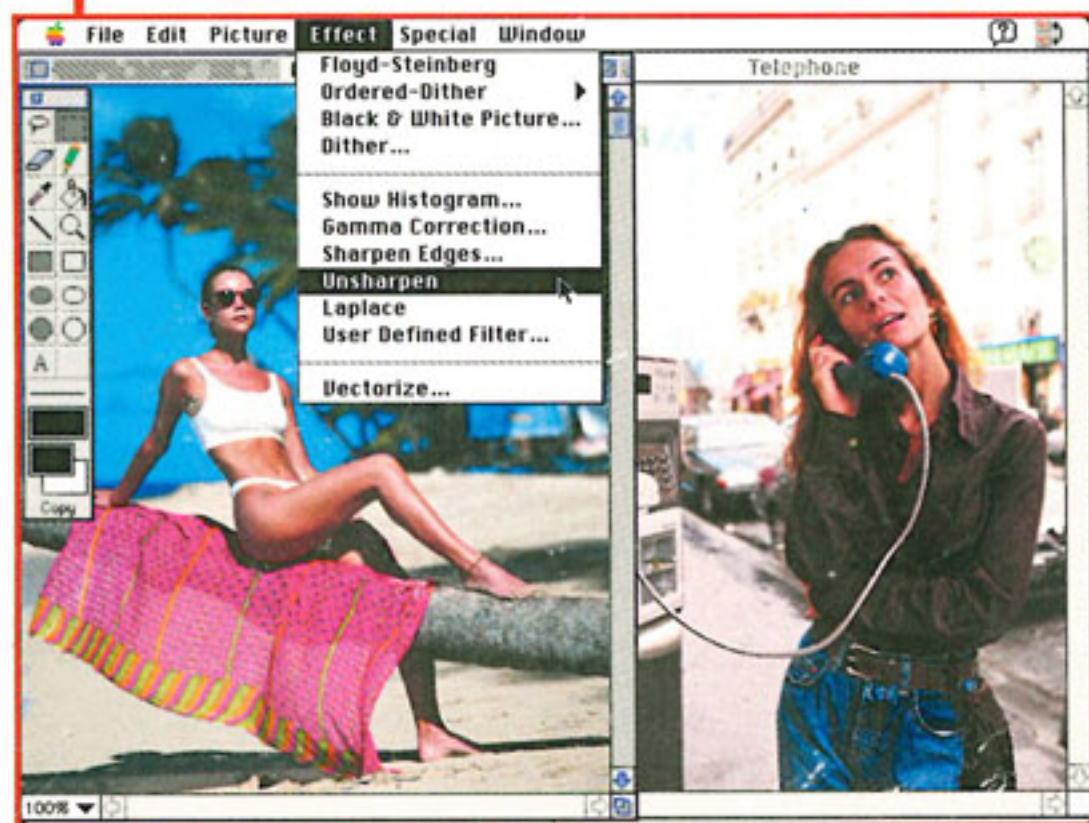 File Edit Picture Effect Special Window
Telephone
Floyd-Steinberg
Ordered-Dither
Black & White Picture...
Dither...
Show Histogram...
Gamma Correction...
Sharpen Edges...
Unsharpen
Laplace
User Defined Filter...
Vectorize...
A
Copy
100%